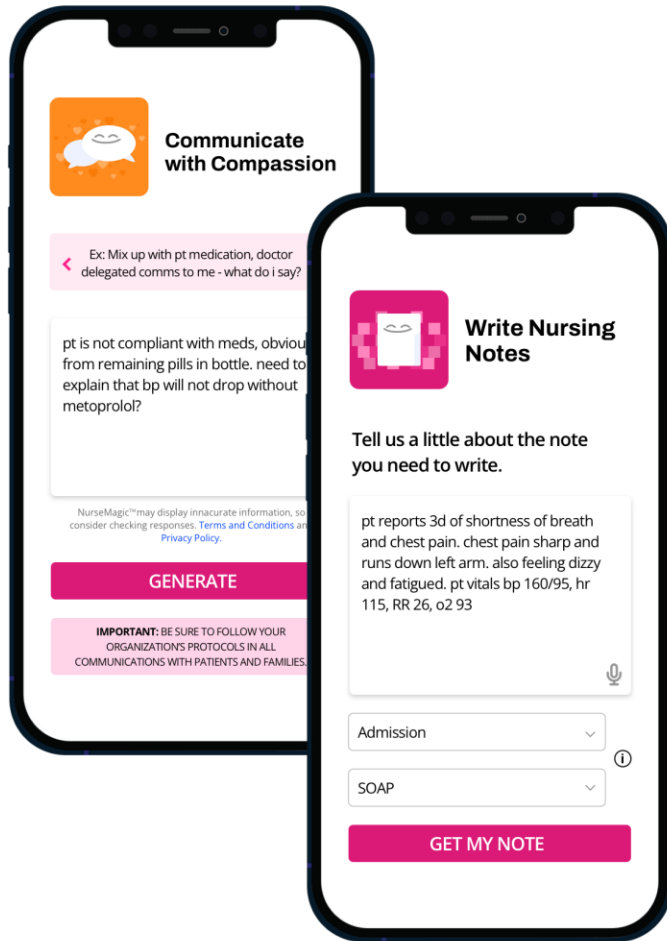 Communicate
with Compassion
Ex: Mix up with pt medication, doctor
delegated comms to me - what do i say?
pt is not compliant with meds, obviou
from remaining pills in bottle. need to
explain that bp will not drop without
metoprolol?
NurseMagic™may display innacurate information, so
consider checking responses. Terms and Conditions an
Privacy Policy.
GENERATE
IMPORTANT: BE SURE TO FOLLOW YOUR
ORGANIZATION'S PROTOCOLS IN ALL
COMMUNICATIONS WITH PATIENTS AND FAMILIES.
Write Nursing
Notes
Tell us a little about the note
you need to write.
pt reports 3d of shortness of breath
and chest pain. chest pain sharp and
runs down left arm. also feeling dizzy
and fatigued. pt vitals bp 160/95, hr
115, RR 26, o2 93
Admission
SOAP
GET MY NOTE